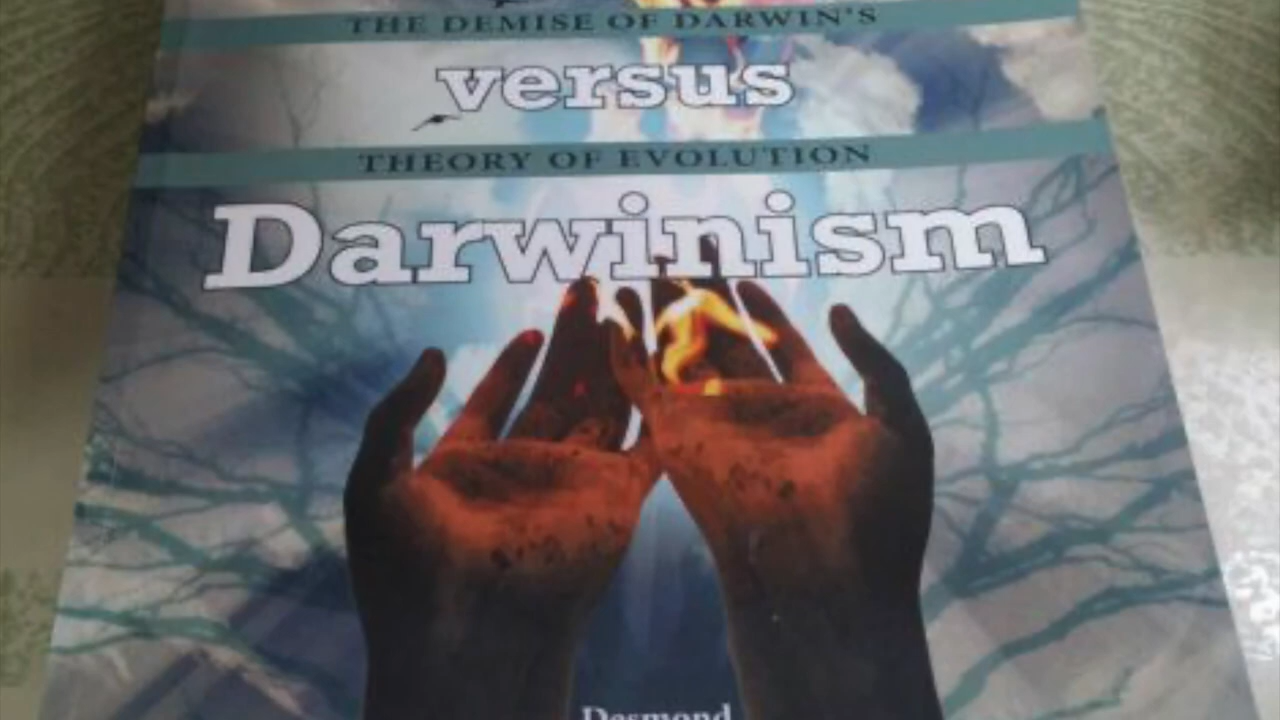 THE DEMISE OF DARWIN'S
versus
THEORY OF EVOLUTION
Darwinism
Desmond